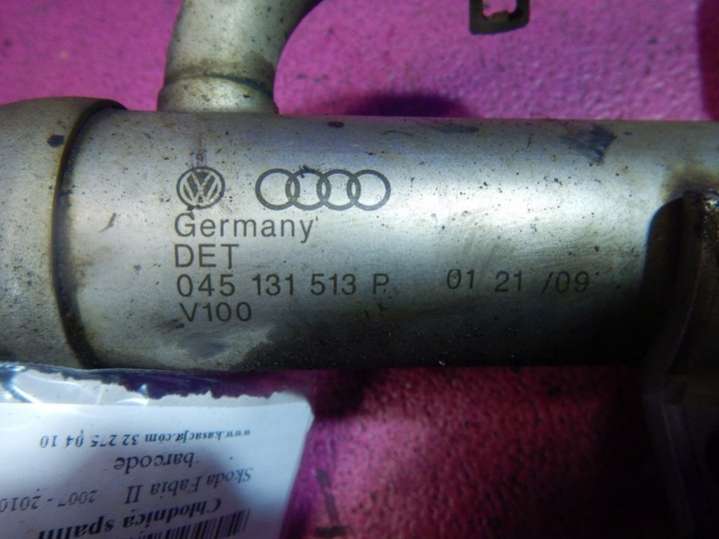 Germany
DET
045 131 513 P 01 21 /09
V100
Chłodnica spalin
Skoda Fabia II 2007 - 2010
barcode
www.kasacja.com 32 275 04 10